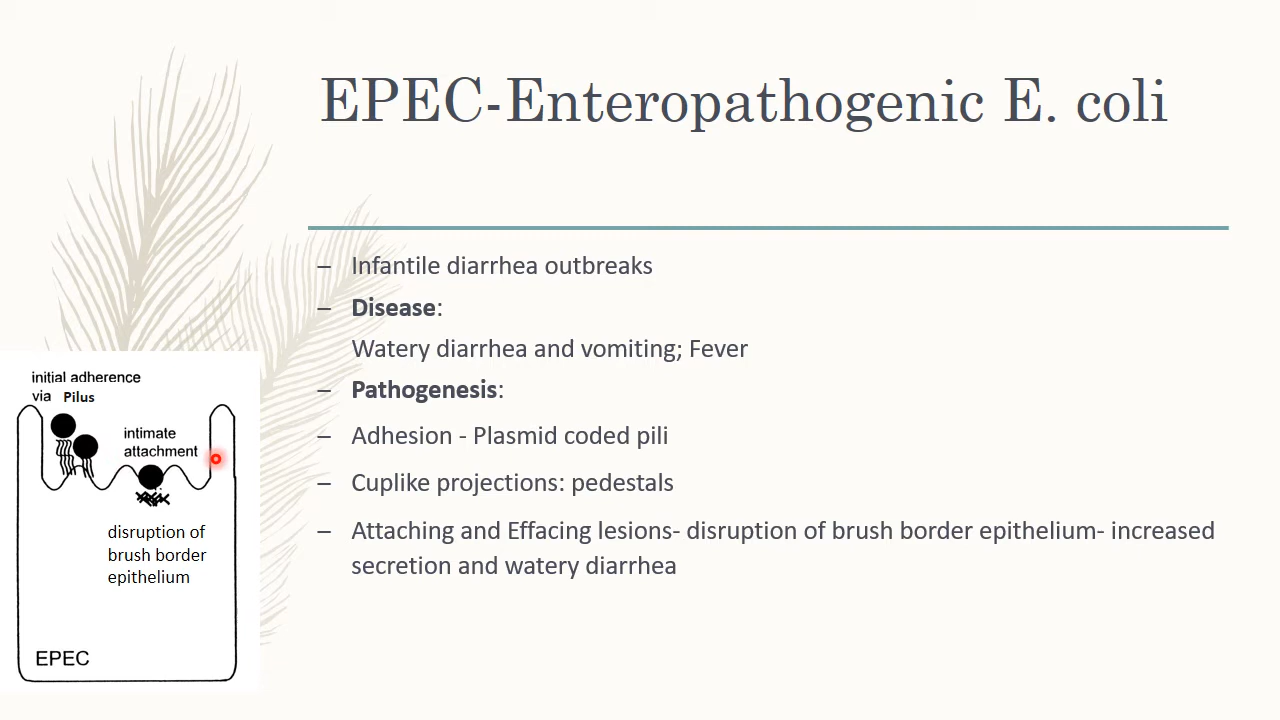 EPEC-Enteropathogenic E. coli
– Infantile diarrhea outbreaks
– Disease:
Watery diarrhea and vomiting; Fever
– Pathogenesis:
– Adhesion - Plasmid coded pili
– Cuplike projections: pedestals
– Attaching and Effacing lesions- disruption of brush border epithelium- increased
secretion and watery diarrhea
initial adherence
via Pilus
intimate
attachment
disruption of
brush border
epithelium
EPEC